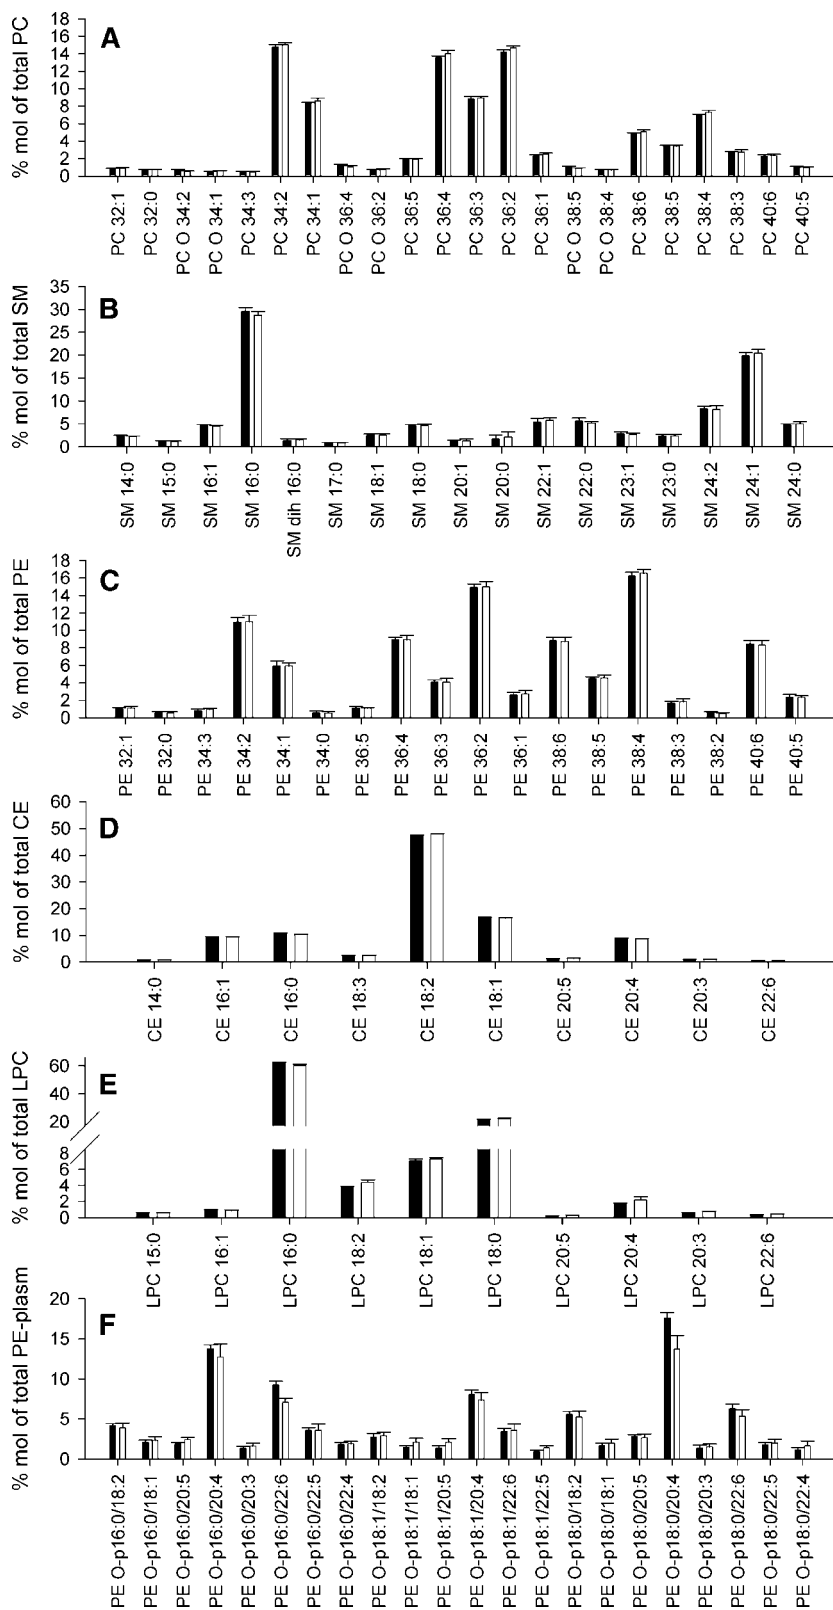 A
% mol of total PC
18
16
14
12
10
8
6
4
2
0
PC 32:1
PC 32:0
PC O 34:2
PC O 34:1
PC 34:3
PC 34:2
PC 34:1
PC O 36:4
PC O 36:2
PC 36:5
PC 36:4
PC 36:3
PC 36:2
PC 36:1
PC O 38:5
PC O 38:4
PC 38:6
PC 38:5
PC 38:4
PC 38:3
PC 40:6
PC 40:5
B
% mol of total SM
35
30
25
20
15
10
5
0
SM 14:0
SM 15:0
SM 16:1
SM 16:0
SM dih 16:0
SM 17:0
SM 18:1
SM 18:0
SM 20:1
SM 20:0
SM 22:1
SM 22:0
SM 23:1
SM 23:0
SM 24:2
SM 24:1
SM 24:0
C
% mol of total PE
18
16
14
12
10
8
6
4
2
0
PE 32:1
PE 32:0
PE 34:3
PE 34:2
PE 34:1
PE 34:0
PE 36:5
PE 36:4
PE 36:3
PE 36:2
PE 36:1
PE 38:6
PE 38:5
PE 38:4
PE 38:3
PE 38:2
PE 40:6
PE 40:5
D
% mol of total CE
60
50
40
30
20
10
0
CE 14:0
CE 16:1
CE 16:0
CE 18:3
CE 18:2
CE 18:1
CE 20:5
CE 20:4
CE 20:3
CE 22:6
E
% mol of total LPC
60
40
20
8
6
4
2
0
LPC 15:0
LPC 16:1
LPC 16:0
LPC 18:2
LPC 18:1
LPC 18:0
LPC 20:5
LPC 20:4
LPC 20:3
LPC 22:6
F
% mol of total PE-plasm
20
15
10
5
0
PE O-p16:0/18:2
PE O-p16:0/18:1
PE O-p16:0/20:5
PE O-p16:0/20:4
PE O-p16:0/20:3
PE O-p16:0/22:6
PE O-p16:0/22:5
PE O-p16:0/22:4
PE O-p18:1/18:2
PE O-p18:1/18:1
PE O-p18:1/20:5
PE O-p18:1/20:4
PE O-p18:1/22:6
PE O-p18:1/22:5
PE O-p18:0/18:2
PE O-p18:0/18:1
PE O-p18:0/20:5
PE O-p18:0/20:4
PE O-p18:0/20:3
PE O-p18:0/22:6
PE O-p18:0/22:5
PE O-p18:0/22:4